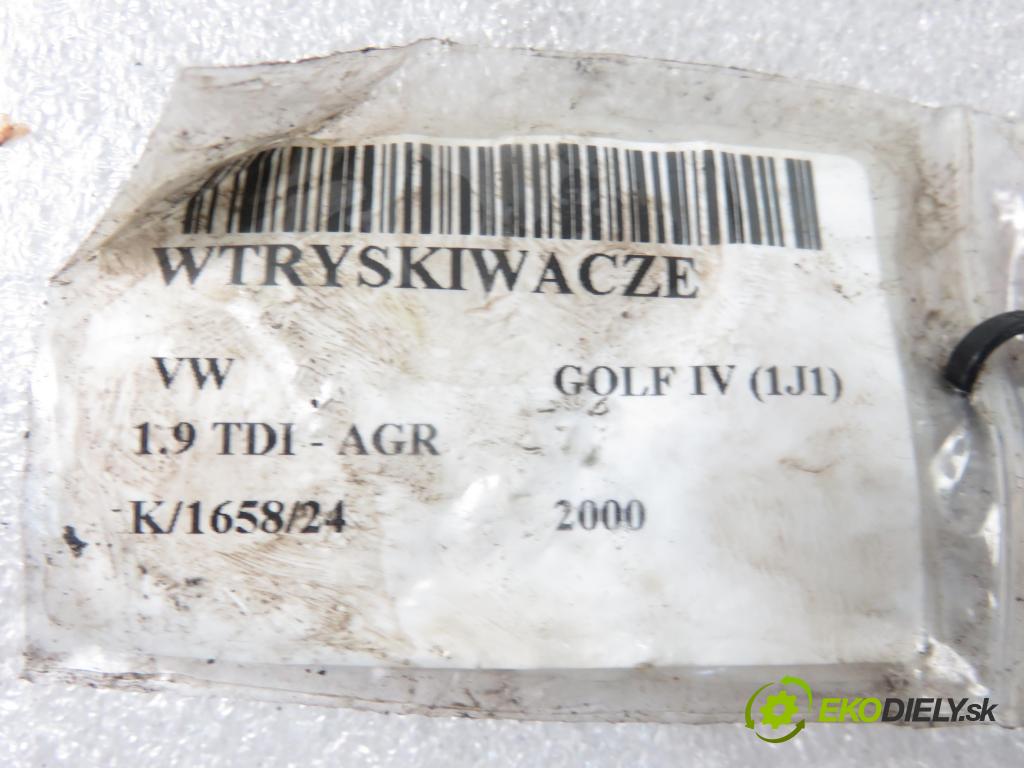 WTRYSKIWACZE
VW GOLF IV (1J1)
1.9 TDI - AGR
K/1658/24 2000
EKODIELY.sk